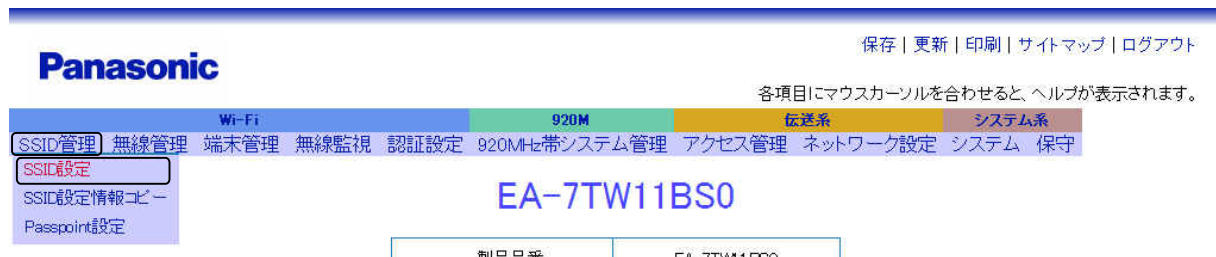 保存 | 更新 | 印刷 | サイトマップ | ログアウト
Panasonic
各項目にマウスカーソルを合わせると、ヘルプが表示されます。
Wi-Fi 920M 伝送系 システム系
SSID管理 無線管理 端末管理 無線監視 認証設定 920MHz帯システム管理 アクセス管理 ネットワーク設定 システム 保守
SSID設定
SSID設定情報コピー
Passpoint設定
EA-7TW11BS0
製品品番 EA-7TW11BS0